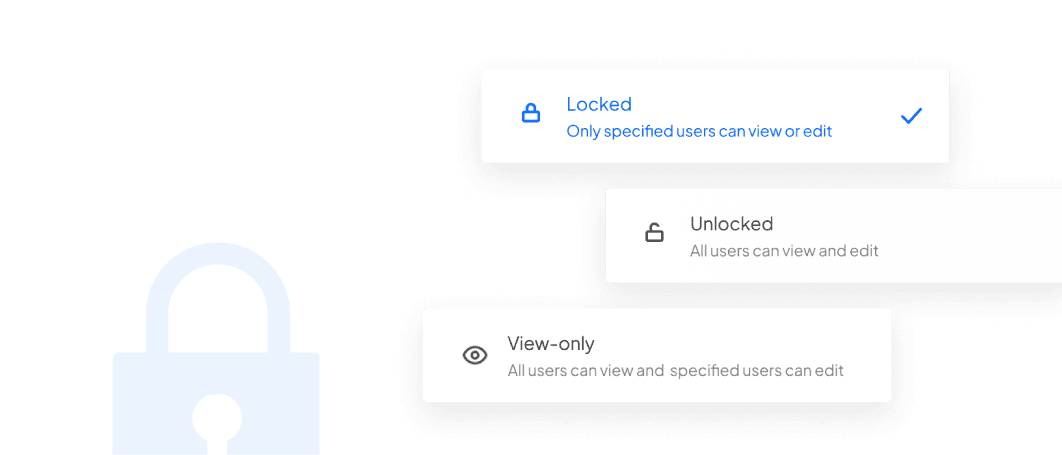 Locked
Only specified users can view or edit
Unlocked
All users can view and edit
View-only
All users can view and specified users can edit